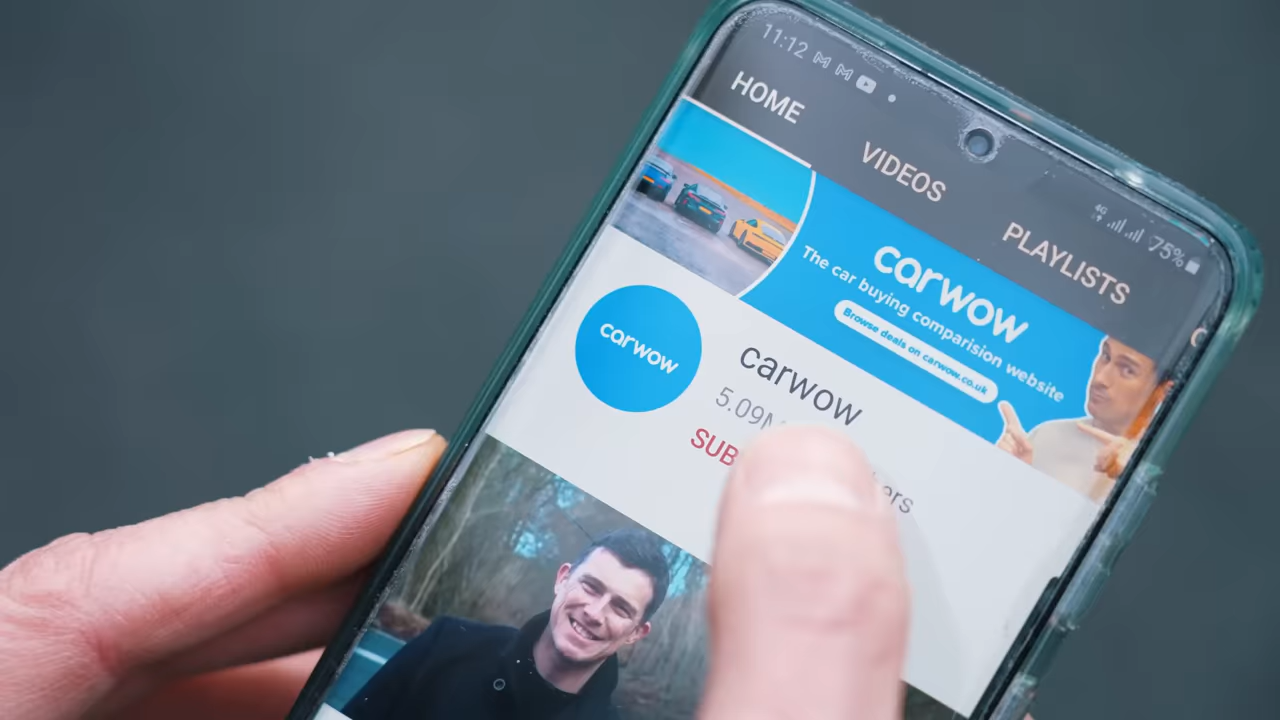 11:12
4G 75%
HOME
VIDEOS
PLAYLISTS
carwow
The car buying comparision website
Browse deals on carwow.co.uk
carwow
carwow
5.09M
SUB